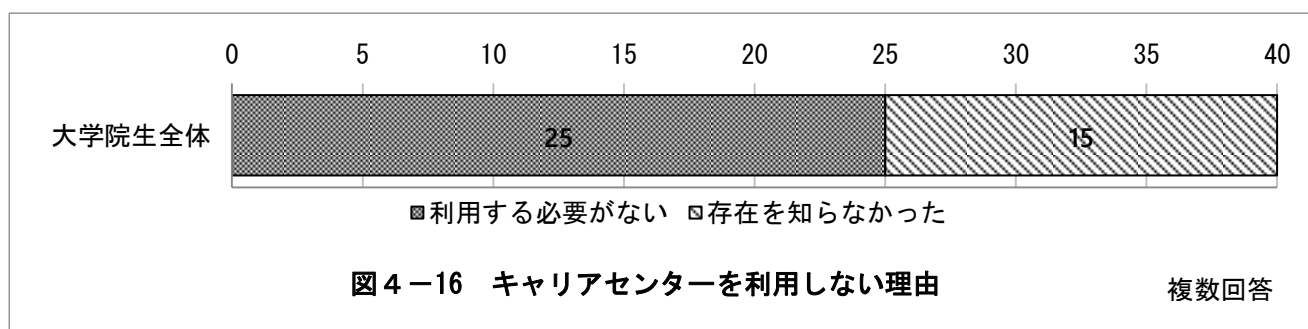 0 5 10 15 20 25 30 35 40
大学院生全体 25 15
利用する必要がない 存在を知らなかった
図4－16 キャリアセンターを利用しない理由 複数回答